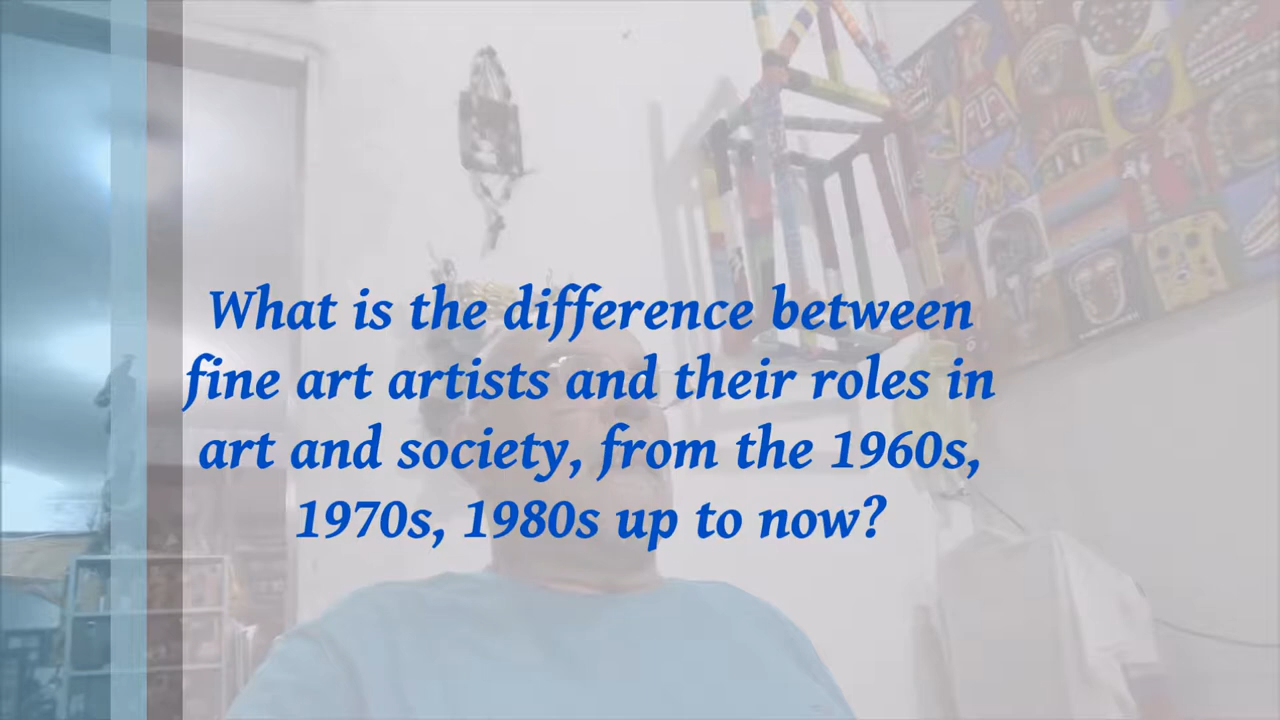 What is the difference between
fine art artists and their roles in
art and society, from the 1960s,
1970s, 1980s up to now?